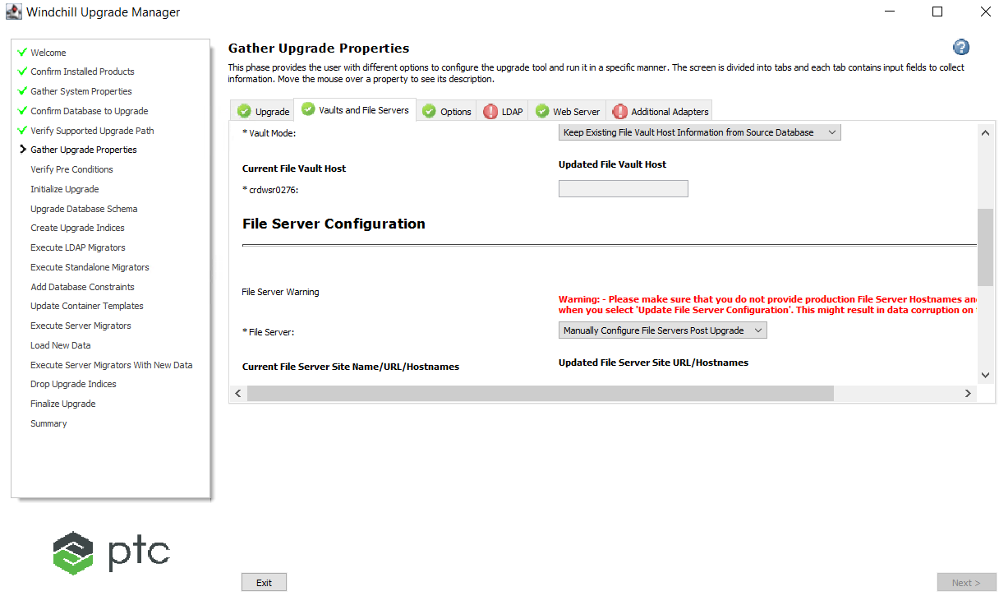 Windchill Upgrade Manager
Welcome
Confirm Installed Products
Gather System Properties
Confirm Database to Upgrade
Verify Supported Upgrade Path
Gather Upgrade Properties
Verify Pre Conditions
Initialize Upgrade
Upgrade Database Schema
Create Upgrade Indices
Execute LDAP Migrators
Execute Standalone Migrators
Add Database Constraints
Update Container Templates
Execute Server Migrators
Load New Data
Execute Server Migrators With New Data
Drop Upgrade Indices
Finalize Upgrade
Summary
ptc
Gather Upgrade Properties
?
This phase provides the user with different options to configure the upgrade tool and run it in a specific manner. The screen is divided into tabs and each tab contains input fields to collect
information. Move the mouse over a property to see its description.
Upgrade Vaults and File Servers Options LDAP Web Server Additional Adapters
* Vault Mode: Keep Existing File Vault Host Information from Source Database
Current File Vault Host Updated File Vault Host
* crdwsr0276:
File Server Configuration
File Server Warning
Warning: - Please make sure that you do not provide production File Server Hostnames an
when you select 'Update File Server Configuration'. This might result in data corruption on
* File Server: Manually Configure File Servers Post Upgrade
Current File Server Site Name/URL/Hostnames Updated File Server Site URL/Hostnames
Exit Next >